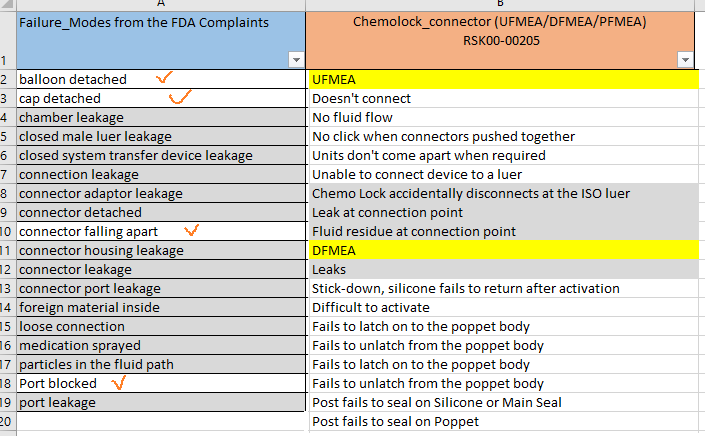 A B
1 Failure_Modes from the FDA Complaints Chemolock_connector (UFMEA/DFMEA/PFMEA)
RSK00-00205
2 balloon detached UFMEA
3 cap detached Doesn't connect
4 chamber leakage No fluid flow
5 closed male luer leakage No click when connectors pushed together
6 closed system transfer device leakage Units don't come apart when required
7 connection leakage Unable to connect device to a luer
8 connector adaptor leakage Chemo Lock accidentally disconnects at the ISO luer
9 connector detached Leak at connection point
10 connector falling apart Fluid residue at connection point
11 connector housing leakage DFMEA
12 connector leakage Leaks
13 connector port leakage Stick-down, silicone fails to return after activation
14 foreign material inside Difficult to activate
15 loose connection Fails to latch on to the poppet body
16 medication sprayed Fails to unlatch from the poppet body
17 particles in the fluid path Fails to latch on to the poppet body
18 Port blocked Fails to unlatch from the poppet body
19 port leakage Post fails to seal on Silicone or Main Seal
20 Post fails to seal on Poppet